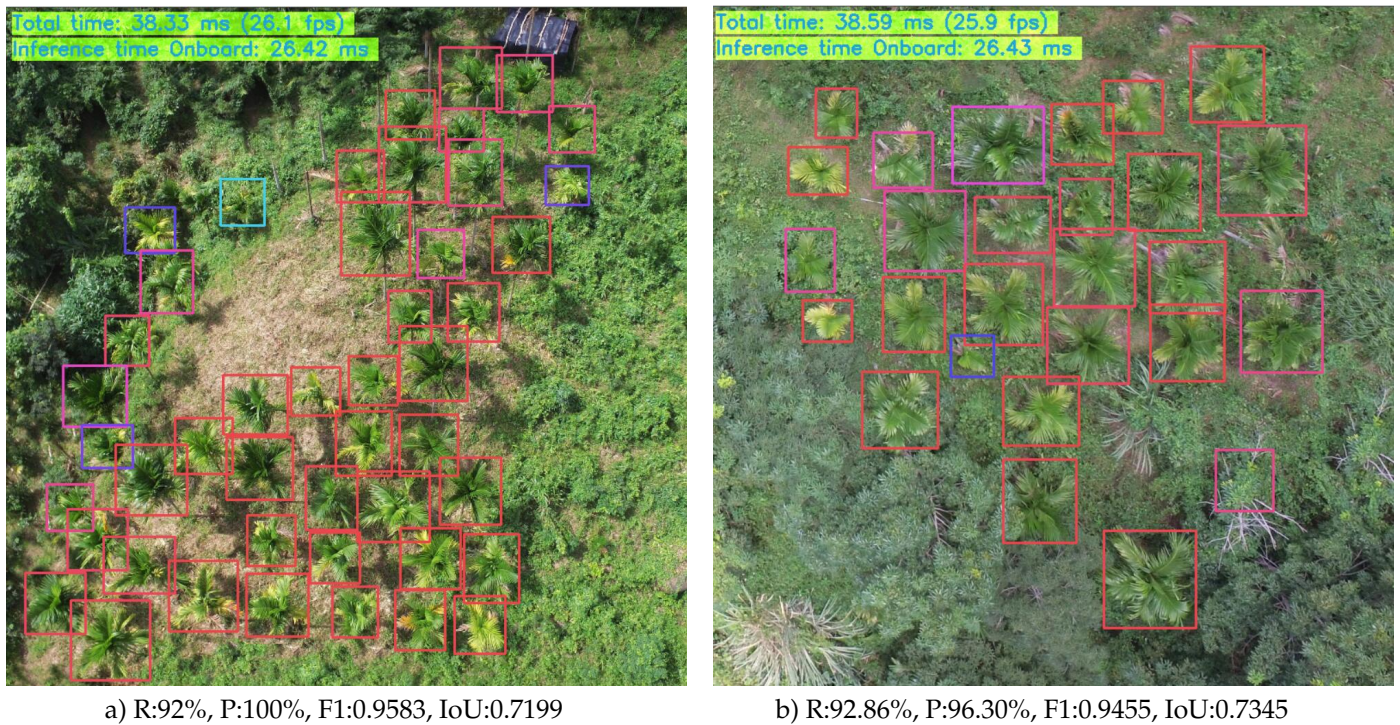 Total time: 38.33 ms (26.1 fps)
Inference time Onboard: 26.42 ms
Total time: 38.59 ms (25.9 fps)
Inference time Onboard: 26.43 ms
a) R:92%, P:100%, F1:0.9583, IoU:0.7199
b) R:92.86%, P:96.30%, F1:0.9455, IoU:0.7345